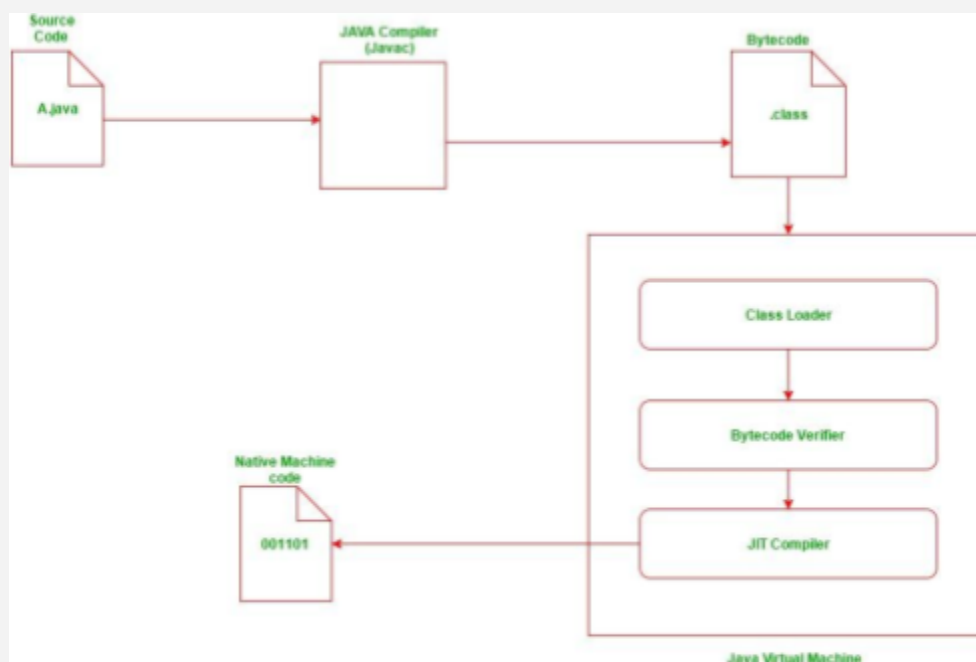 Source
Code
JAVA Compiler
(Javac)
Bytecode
A.java
.class
Class Loader
Bytecode Verifier
Native Machine
code
001101
JIT Compiler
Java Virtual Machine